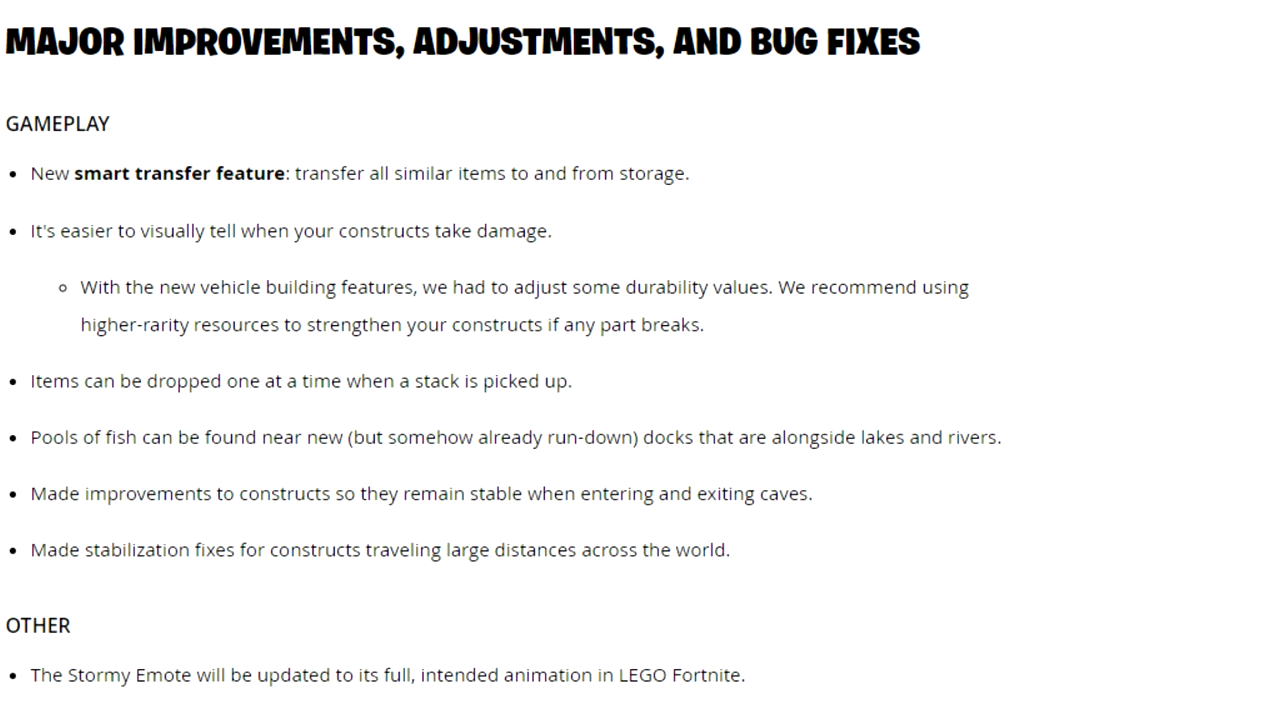 MAJOR IMPROVEMENTS, ADJUSTMENTS, AND BUG FIXES
GAMEPLAY
• New smart transfer feature: transfer all similar items to and from storage.
• It's easier to visually tell when your constructs take damage.
◦ With the new vehicle building features, we had to adjust some durability values. We recommend using
higher-rarity resources to strengthen your constructs if any part breaks.
• Items can be dropped one at a time when a stack is picked up.
• Pools of fish can be found near new (but somehow already run-down) docks that are alongside lakes and rivers.
• Made improvements to constructs so they remain stable when entering and exiting caves.
• Made stabilization fixes for constructs traveling large distances across the world.
OTHER
• The Stormy Emote will be updated to its full, intended animation in LEGO Fortnite.